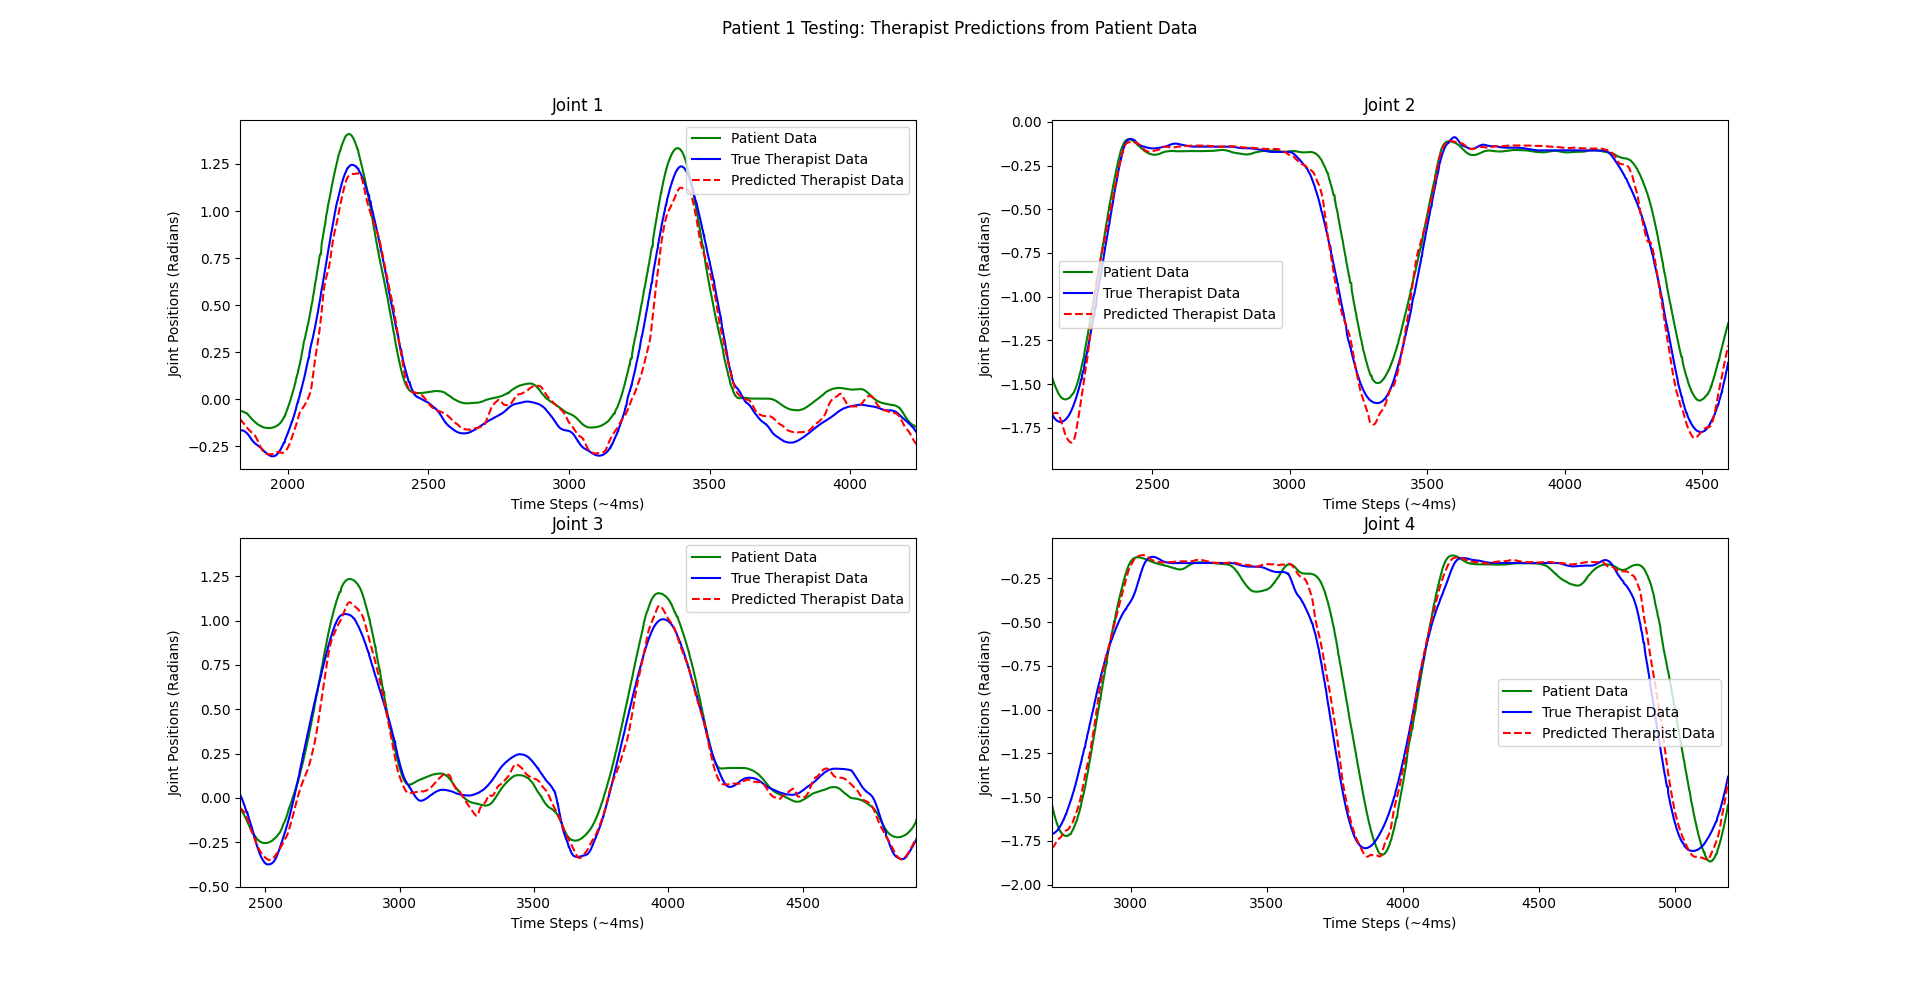 Patient 1 Testing: Therapist Predictions from Patient Data
Joint 1
Patient Data
True Therapist Data
Predicted Therapist Data
Joint Positions (Radians)
1.25
1.00
0.75
0.50
0.25
0.00
−0.25
2000 2500 3000 3500 4000
Time Steps (~4ms)
Joint 2
Patient Data
True Therapist Data
Predicted Therapist Data
Joint Positions (Radians)
0.00
−0.25
−0.50
−0.75
−1.00
−1.25
−1.50
−1.75
2500 3000 3500 4000 4500
Time Steps (~4ms)
Joint 3
Patient Data
True Therapist Data
Predicted Therapist Data
Joint Positions (Radians)
1.25
1.00
0.75
0.50
0.25
0.00
−0.25
−0.50
2500 3000 3500 4000 4500
Time Steps (~4ms)
Joint 4
Patient Data
True Therapist Data
Predicted Therapist Data
Joint Positions (Radians)
−0.25
−0.50
−0.75
−1.00
−1.25
−1.50
−1.75
−2.00
3000 3500 4000 4500 5000
Time Steps (~4ms)